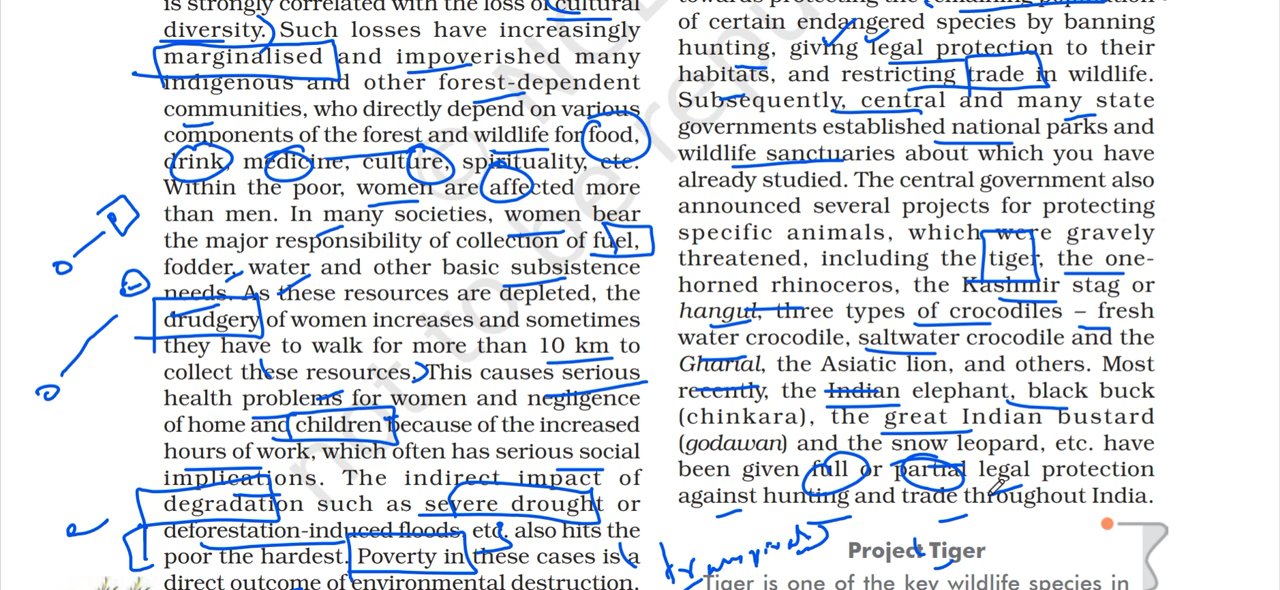 is strongly correlated with the loss of cultural
diversity. Such losses have increasingly
marginalised and impoverished many
indigenous and other forest-dependent
communities, who directly depend on various
components of the forest and wildlife for food,
drink, medicine, culture, spirituality, etc.
Within the poor, women are affected more
than men. In many societies, women bear
the major responsibility of collection of fuel,
fodder, water and other basic subsistence
needs. As these resources are depleted, the
drudgery of women increases and sometimes
they have to walk for more than 10 km to
collect these resources. This causes serious
health problems for women and negligence
of home and children because of the increased
hours of work, which often has serious social
implications. The indirect impact of
degradation such as severe drought or
deforestation-induced floods, etc. also hits the
poor the hardest. Poverty in these cases is a
direct outcome of environmental destruction.
of certain endangered species by banning
hunting, giving legal protection to their
habitats, and restricting trade in wildlife.
Subsequently, central and many state
governments established national parks and
wildlife sanctuaries about which you have
already studied. The central government also
announced several projects for protecting
specific animals, which were gravely
threatened, including the tiger, the one-
horned rhinoceros, the Kashmir stag or
hangul, three types of crocodiles – fresh
water crocodile, saltwater crocodile and the
Gharial, the Asiatic lion, and others. Most
recently, the Indian elephant, black buck
(chinkara), the great Indian bustard
(godawan) and the snow leopard, etc. have
been given full or partial legal protection
against hunting and trade throughout India.
Project Tiger
Tiger is one of the key wildlife species in